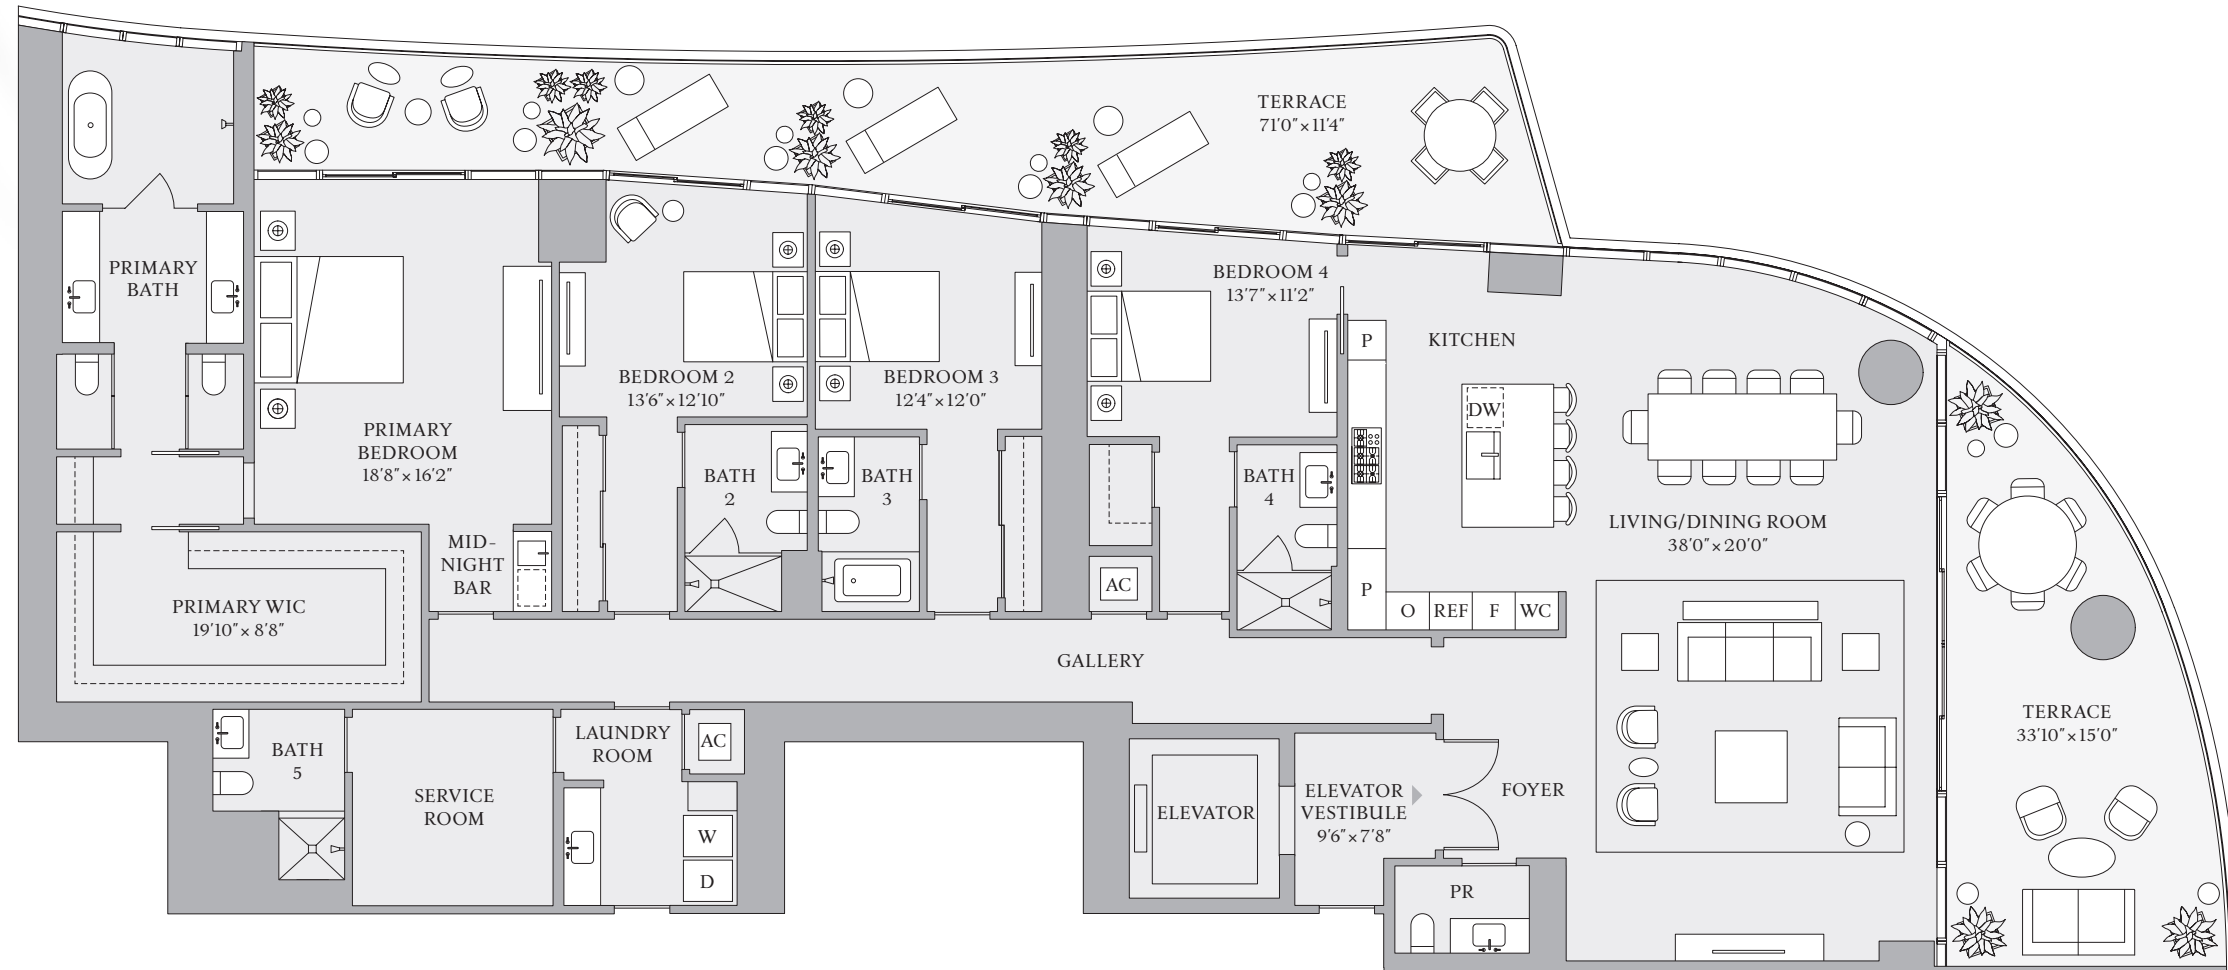 TERRACE
71'0"×11'4"
PRIMARY
BATH
BEDROOM 4
13'7"×11'2"
KITCHEN
P
BEDROOM 2
13'6"×12'10"
BEDROOM 3
12'4"×12'0"
DW
PRIMARY
BEDROOM
18'8"×16'2"
BATH
2
BATH
3
BATH
4
LIVING/DINING ROOM
38'0"×20'0"
MID-
NIGHT
BAR
AC
P
O
REF
F
WC
PRIMARY WIC
19'10"×8'8"
GALLERY
TERRACE
33'10"×15'0"
LAUNDRY
ROOM
AC
BATH
5
SERVICE
ROOM
ELEVATOR
ELEVATOR
VESTIBULE
9'6"×7'8"
FOYER
W
D
PR